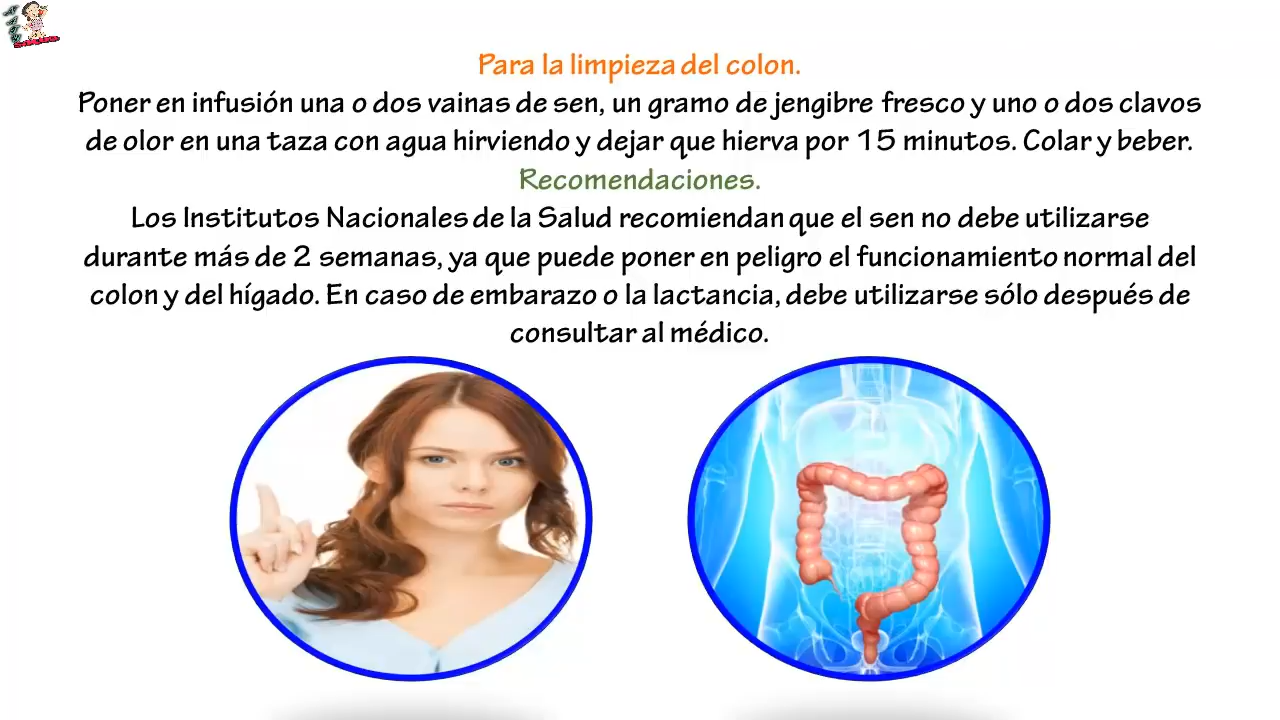 Para la limpieza del colon.
Poner en infusión una o dos vainas de sen, un gramo de jengibre fresco y uno o dos clavos
de olor en una taza con agua hirviendo y dejar que hierva por 15 minutos. Colar y beber.
Recomendaciones.
Los Institutos Nacionales de la Salud recomiendan que el sen no debe utilizarse
durante más de 2 semanas, ya que puede poner en peligro el funcionamiento normal del
colon y del hígado. En caso de embarazo o la lactancia, debe utilizarse sólo después de
consultar al médico.